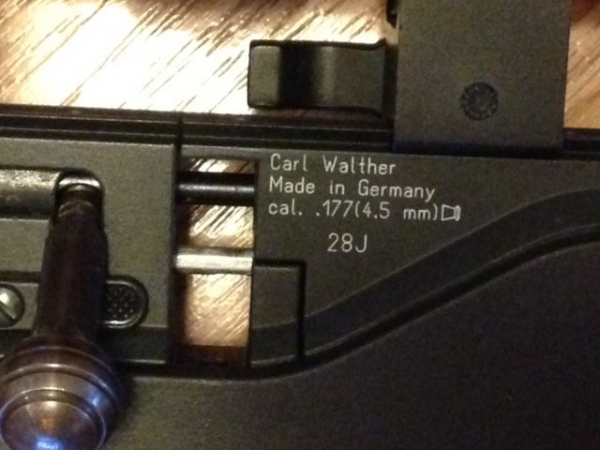 Carl Walther
Made in Germany
cal. .177(4.5 mm)
28J